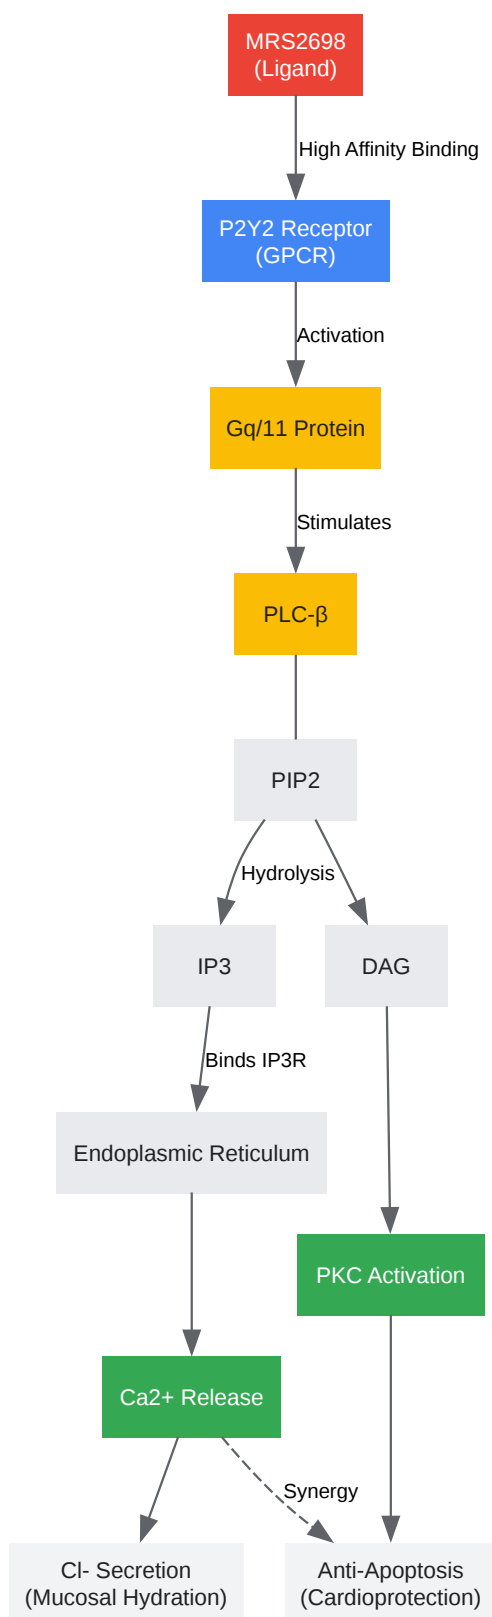 MRS2698
(Ligand)
High Affinity Binding
P2Y2 Receptor
(GPCR)
Activation
Gq/11 Protein
Stimulates
PLC-β
PIP2
Hydrolysis
IP3
DAG
Binds IP3R
Endoplasmic Reticulum
PKC Activation
Ca2+ Release
Synergy
Cl- Secretion
(Mucosal Hydration)
Anti-Apoptosis
(Cardioprotection)